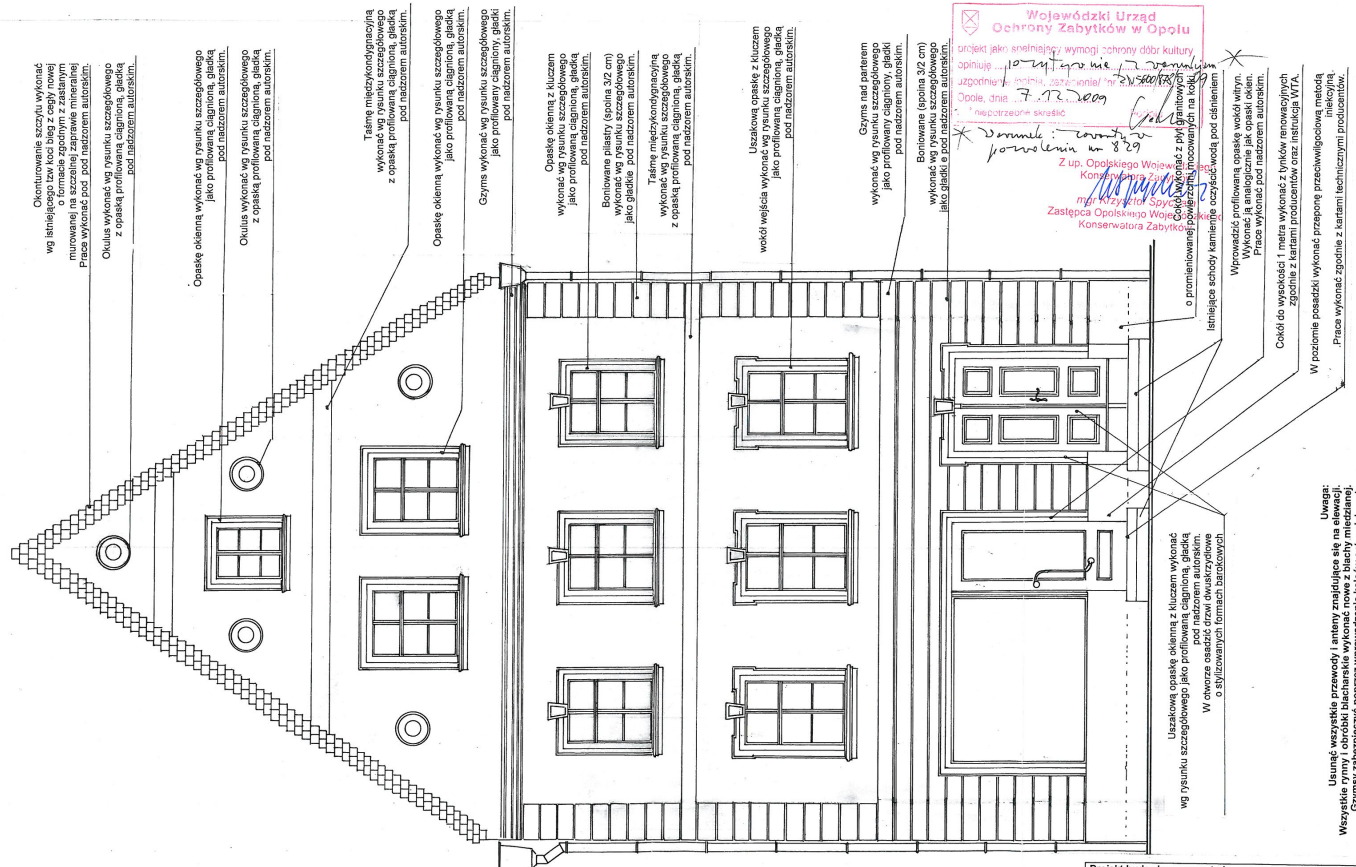 Okonturowanie szczytu wykonać
wg istniejącego tzw koci bieg z cegły nowej
o formacie zgodnym z zastanym
murowanej na szczelnej zaprawie mineralnej
Prace wykonać pod pod nadzorem autorskim.
Okulus wykonać wg rysunku szczegółowego
z opaską profilowaną ciągnioną, gładką
pod nadzorem autorskim.
Opaskę okienną wykonać wg rysunku szczegółowego
jako profilowaną ciągnioną, gładką
pod nadzorem autorskim.
Okulus wykonać wg rysunku szczegółowego
z opaską profilowaną ciągnioną, gładką
pod nadzorem autorskim.
Taśmę międzykondygnacyjną
wykonać wg rysunku szczegółowego
z opaską profilowaną ciągnioną, gładką
pod nadzorem autorskim.
Opaskę okienną wykonać wg rysunku szczegółowego
jako profilowaną ciągnioną, gładką
pod nadzorem autorskim.
Gzyms wykonać wg rysunku szczegółowego
jako profilowany ciągniony, gładki
pod nadzorem autorskim.
Opaskę okienną z kluczem
wykonać wg rysunku szczegółowego
jako profilowaną ciągnioną, gładką
pod nadzorem autorskim.
Boniowane pilastry (spoina 3/2 cm)
wykonać wg rysunku szczegółowego
jako gładkie pod nadzorem autorskim.
Taśmę międzykondygnacyjną
wykonać wg rysunku szczegółowego
z opaską profilowaną ciągnioną, gładką
pod nadzorem autorskim.
Uszakową opaskę z kluczem
wokół wejścia wykonać wg rysunku szczegółowego
jako profilowaną ciągnioną, gładką
pod nadzorem autorskim.
Gzyms nad parterem
wykonać wg rysunku szczegółowego
jako profilowany ciągniony, gładki
pod nadzorem autorskim.
Boniowane (spoina 3/2 cm)
wykonać wg rysunku szczegółowego
jako gładki e pod nadzorem autorskim.
Cokół wykonać z płyt granitowych
o promieniowanej powierzchni mocowanych na kołki
Istniejące schody kamienne oczyścić wodą pod ciśnieniem
Wprowadzić profilowaną opaskę wokół witryn.
Wykonać ją analogicznie jak opaski okien.
Prace wykonać pod nadzorem autorskim.
Cokół do wysokości 1 metra wykonać z tynków renowacyjnych
zgodnie z kartami producentów oraz instrukcja WTA.
W poziomie posadzki wykonać przeponę przeciwwilgociową metodą
iniekcyjną.
Prace wykonać zgodnie z kartami technicznymi producentów.
Uszakową opaskę okienną z kluczem wykonać
wg rysunku szczegółowego jako profilowaną ciągnioną, gładką
pod nadzorem autorskim.
W otworze osadzić drzwi dwuskrzydłowe
o stylizowanych formach barokowych
Uwaga:
Usunąć wszystkie przewody i anteny znajdujące się na elewacji.
Wszystkie rynny i obróbki blacharskie wykonać nowe z blachy miedzianej.
Wojewódzki Urząd
Ochrony Zabytków w Opolu
projekt jako spełniający wymogi ochrony dóbr kultury
opiniuje pozytywnie z warunkiem
Opole, dnia 7.12.2009
niepotrzebne skreślić
* warunek: zawarty w
pozwoleniu nr 829
Z up. Opolskiego Wojewódzkiego
Konserwatora Zabytków
mgr Krzysztof Spychała
Zastępca Opolskiego Wojewódzkiego
Konserwatora Zabytków